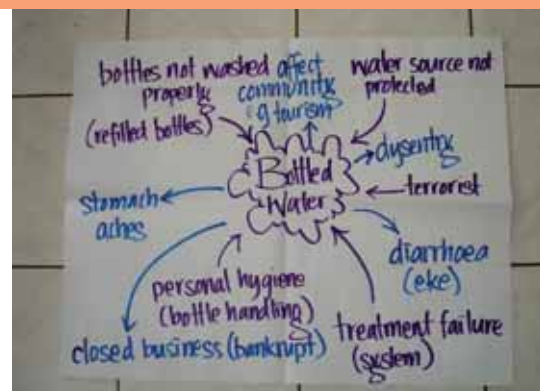 bottles not washed
properly
(refilled bottles)
affect
community
eg tourism
water source not
protected
Bottled
Water
dysentry
terrorist
stomach
aches
diarrhoea
(eke)
personal hygiene
(bottle handling)
treatment failure
(system)
closed business (bankrupt)